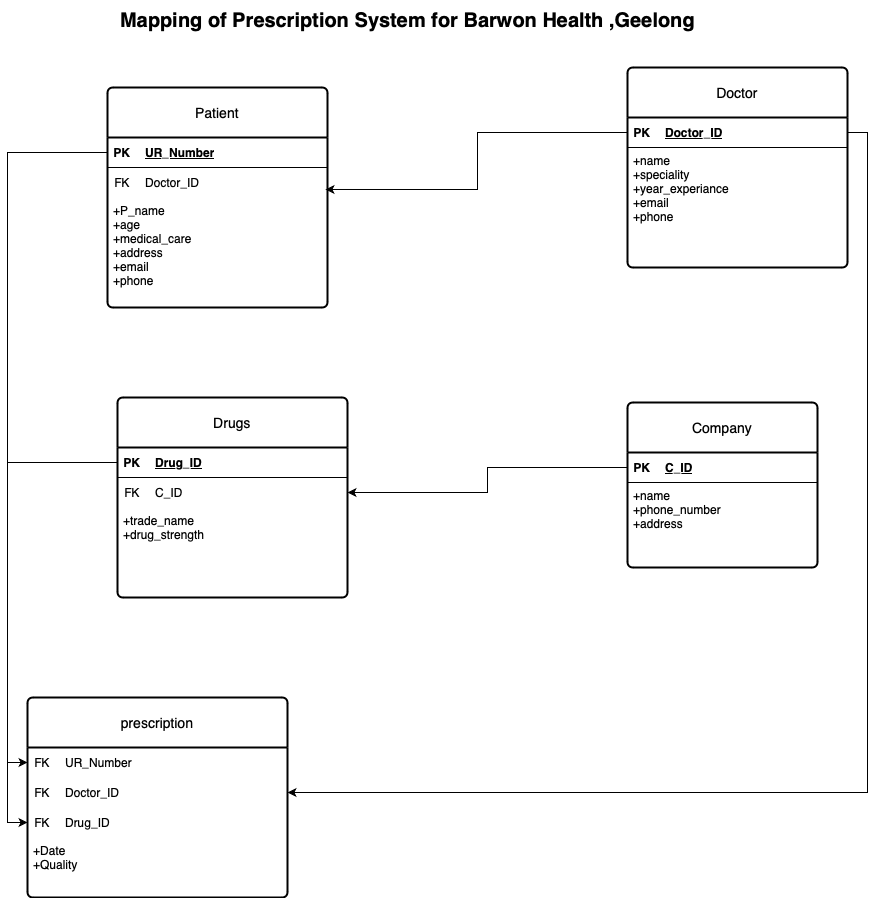 Mapping of Prescription System for Barwon Health ,Geelong
Patient
PK UR_Number
FK Doctor_ID
+P_name
+age
+medical_care
+address
+email
+phone
Doctor
PK Doctor_ID
+name
+speciality
+year_experiance
+email
+phone
Drugs
PK Drug_ID
FK C_ID
+trade_name
+drug_strength
Company
PK C_ID
+name
+phone_number
+address
prescription
FK UR_Number
FK Doctor_ID
FK Drug_ID
+Date
+Quality